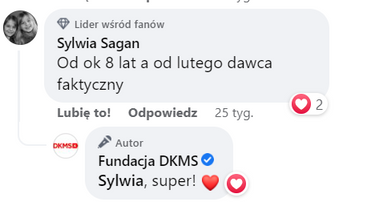 Lider wśród fanów
Sylwia Sagan
Od ok 8 lat a od lutego dawca
faktyczny
Lubię to! Odpowiedz 25 tyg.
2
DKMS
Autor
Fundacja DKMS
Sylwia, super!